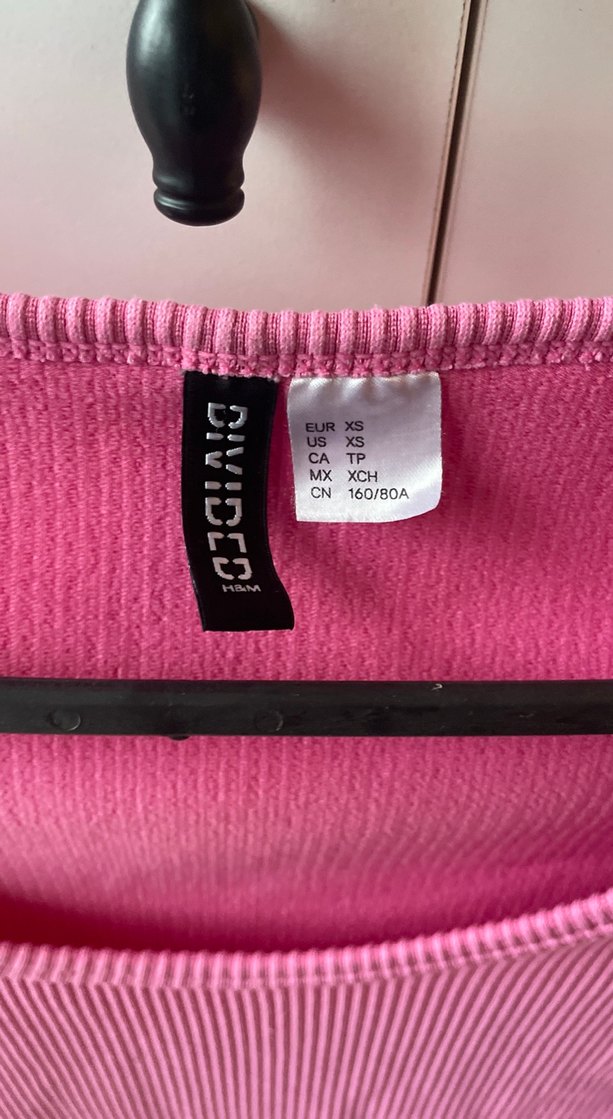 DIVIDED
H&M
EUR XS
US XS
CA TP
MX XCH
CN 160/80A